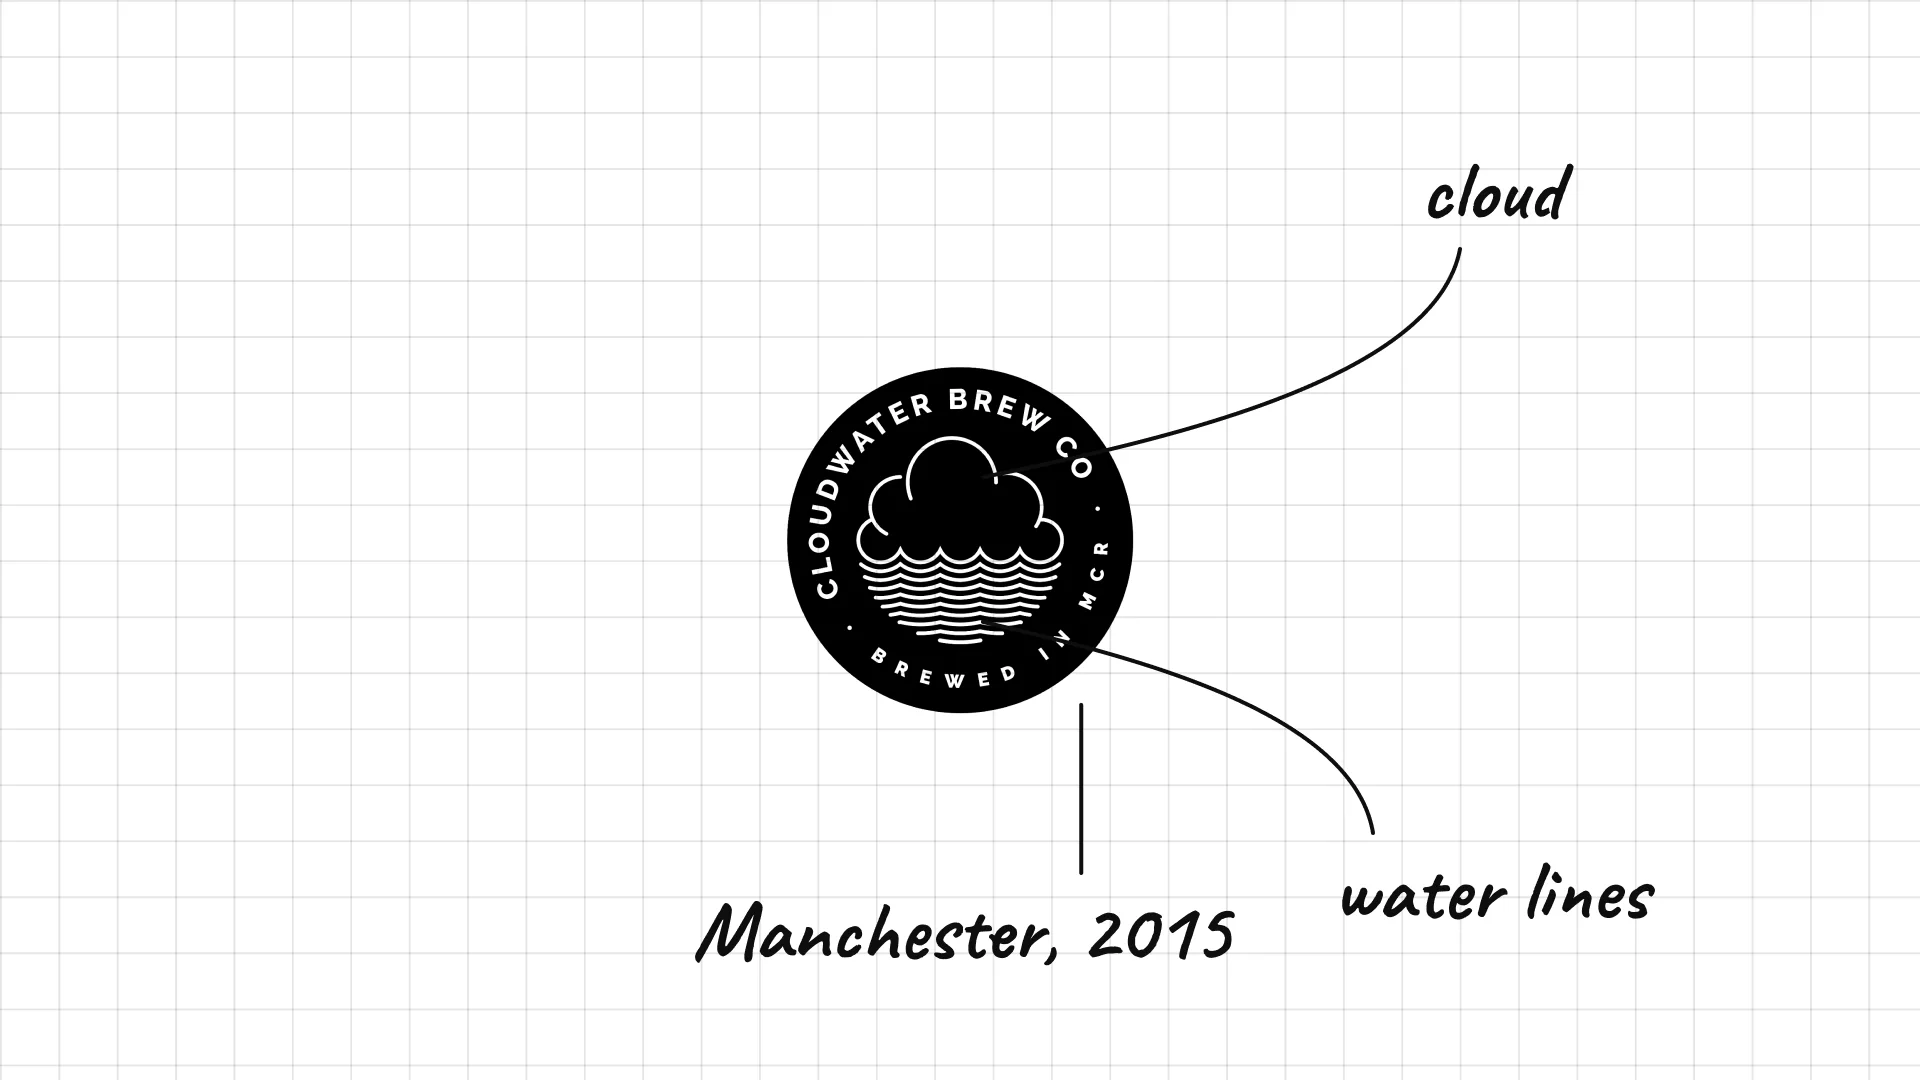 cloud
CLOUDWATER BREW CO
· BREWED IN MCR ·
water lines
Manchester, 2015